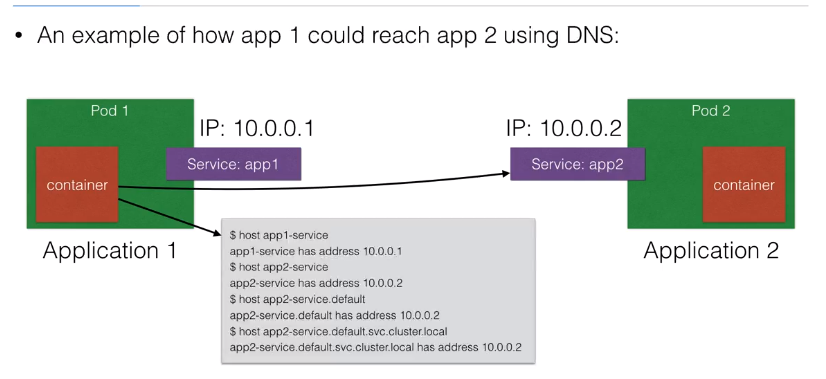 • An example of how app 1 could reach app 2 using DNS:
Pod 1
IP: 10.0.0.1
Service: app1
container
Application 1
IP: 10.0.0.2
Service: app2
Pod 2
container
Application 2
$ host app1-service
app1-service has address 10.0.0.1
$ host app2-service
app2-service has address 10.0.0.2
$ host app2-service.default
app2-service.default has address 10.0.0.2
$ host app2-service.default.svc.cluster.local
app2-service.default.svc.cluster.local has address 10.0.0.2